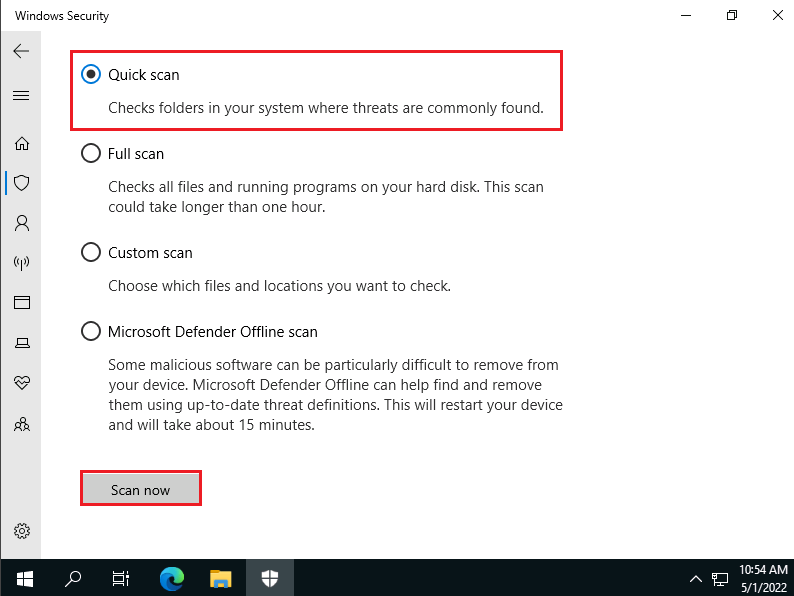 Windows Security
Quick scan
Checks folders in your system where threats are commonly found.
Full scan
Checks all files and running programs on your hard disk. This scan
could take longer than one hour.
Custom scan
Choose which files and locations you want to check.
Microsoft Defender Offline scan
Some malicious software can be particularly difficult to remove from
your device. Microsoft Defender Offline can help find and remove
them using up-to-date threat definitions. This will restart your device
and will take about 15 minutes.
Scan now
10:54 AM
5/1/2022